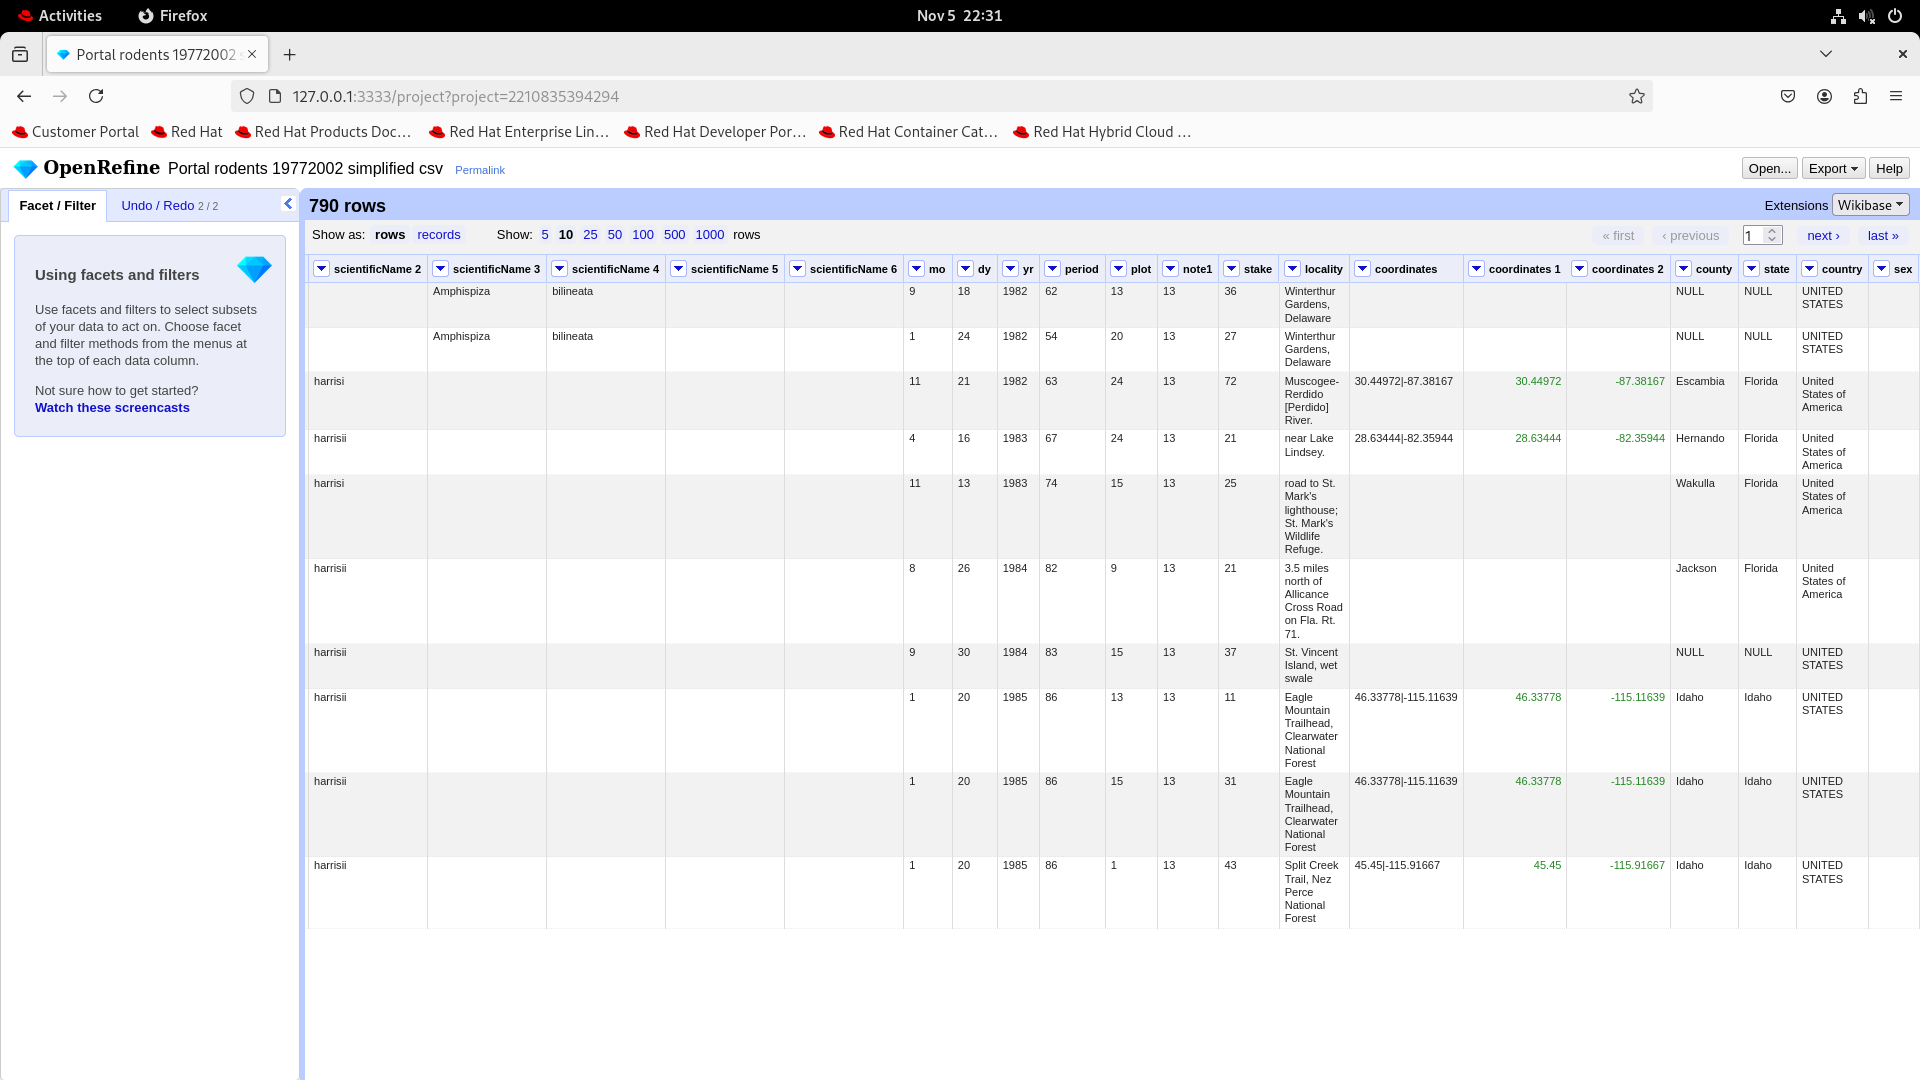 Activities Firefox Nov 5 22:31
Portal rodents 19772002
127.0.0.1:3333/project?project=2210835394294
Customer Portal Red Hat Red Hat Products Doc… Red Hat Enterprise Lin… Red Hat Developer Por… Red Hat Container Cat… Red Hat Hybrid Cloud …
OpenRefine Portal rodents 19772002 simplified csv Permalink Open... Export Help
Facet / Filter Undo / Redo 2 / 2
790 rows Extensions Wikibase
Show as: rows records Show: 5 10 25 50 100 500 1000 rows « first ‹ previous 1 next › last »
Using facets and filters
Use facets and filters to select subsets
of your data to act on. Choose facet
and filter methods from the menus at
the top of each data column.
Not sure how to get started?
Watch these screencasts
scientificName 2 scientificName 3 scientificName 4 scientificName 5 scientificName 6 mo dy yr period plot note1 stake locality coordinates coordinates 1 coordinates 2 county state country sex
Amphispiza bilineata 9 18 1982 62 13 13 36 Winterthur NULL NULL UNITED
Gardens, STATES
Delaware
Amphispiza bilineata 1 24 1982 54 20 13 27 Winterthur NULL NULL UNITED
Gardens, STATES
Delaware
harrisi 11 21 1982 63 24 13 72 Muscogee- 30.44972|-87.38167 30.44972 -87.38167 Escambia Florida United
Rerdido States of
[Perdido] America
River.
harrisii 4 16 1983 67 24 13 21 near Lake 28.63444|-82.35944 28.63444 -82.35944 Hernando Florida United
Lindsey. States of
America
harrisi 11 13 1983 74 15 13 25 road to St. Wakulla Florida United
Mark's States of
lighthouse; America
St. Mark's
Wildlife
Refuge.
harrisii 8 26 1984 82 9 13 21 3.5 miles Jackson Florida United
north of States of
Allicance America
Cross Road
on Fla. Rt.
71.
harrisii 9 30 1984 83 15 13 37 St. Vincent NULL NULL UNITED
Island, wet STATES
swale
harrisii 1 20 1985 86 13 13 11 Eagle 46.33778|-115.11639 46.33778 -115.11639 Idaho Idaho UNITED
Mountain STATES
Trailhead,
Clearwater
National
Forest
harrisii 1 20 1985 86 15 13 31 Eagle 46.33778|-115.11639 46.33778 -115.11639 Idaho Idaho UNITED
Mountain STATES
Trailhead,
Clearwater
National
Forest
harrisii 1 20 1985 86 1 13 43 Split Creek 45.45|-115.91667 45.45 -115.91667 Idaho Idaho UNITED
Trail, Nez STATES
Perce
National
Forest